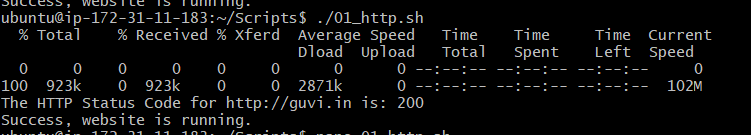 Success, website is running.
ubuntu@ip-172-31-11-183:~/Scripts$ ./01_http.sh
% Total % Received % Xferd Average Speed Time Time Time Current
Dload Upload Total Spent Left Speed
0 0 0 0 0 0 0 0 --:--:-- --:--:-- --:--:-- 0
100 923k 0 923k 0 0 2871k 0 --:--:-- --:--:-- --:--:-- 102M
The HTTP Status Code for http://guvi.in is: 200
Success, website is running.
ubuntu@ip-172-31-11-183:~/Scripts$ nano 01_http.sh